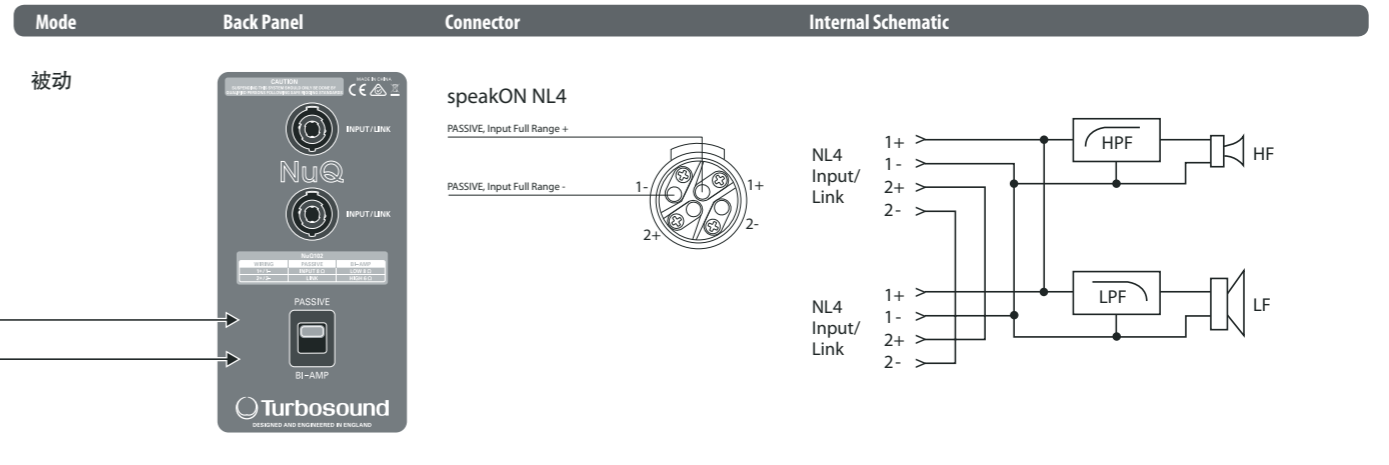 Mode Back Panel Connector Internal Schematic
被动
CAUTION
MADE IN CHINA
CE
INPUT/LINK
NuQ
INPUT/LINK
NuQ102
WIRING PASSIVE BI-AMP
1+/1- INPUT 8 Ω LOW 8 Ω
2+/2- LINK HIGH 8 Ω
PASSIVE
BI-AMP
Turbosound
DESIGNED AND ENGINEERED IN ENGLAND
speakON NL4
PASSIVE, Input Full Range +
PASSIVE, Input Full Range -
1- 1+
2+ 2-
NL4
Input/
Link
1+
1-
2+
2-
HPF
HF
NL4
Input/
Link
1+
1-
2+
2-
LPF
LF